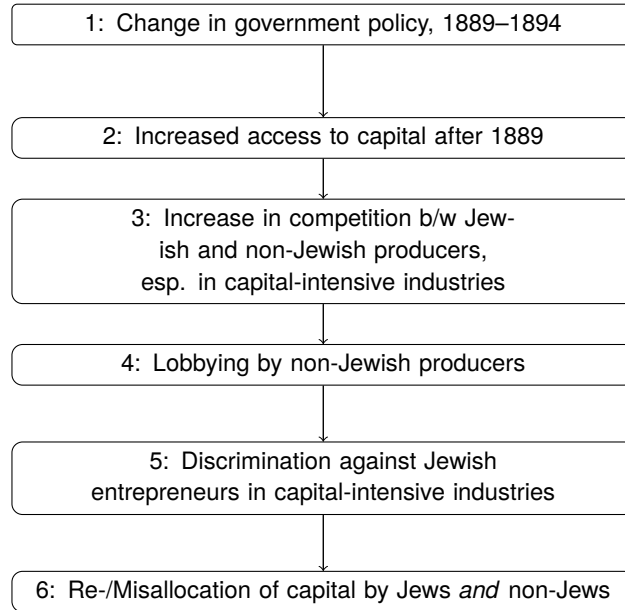 1: Change in government policy, 1889–1894
2: Increased access to capital after 1889
3: Increase in competition b/w Jew-
ish and non-Jewish producers,
esp. in capital-intensive industries
4: Lobbying by non-Jewish producers
5: Discrimination against Jewish
entrepreneurs in capital-intensive industries
6: Re-/Misallocation of capital by Jews and non-Jews